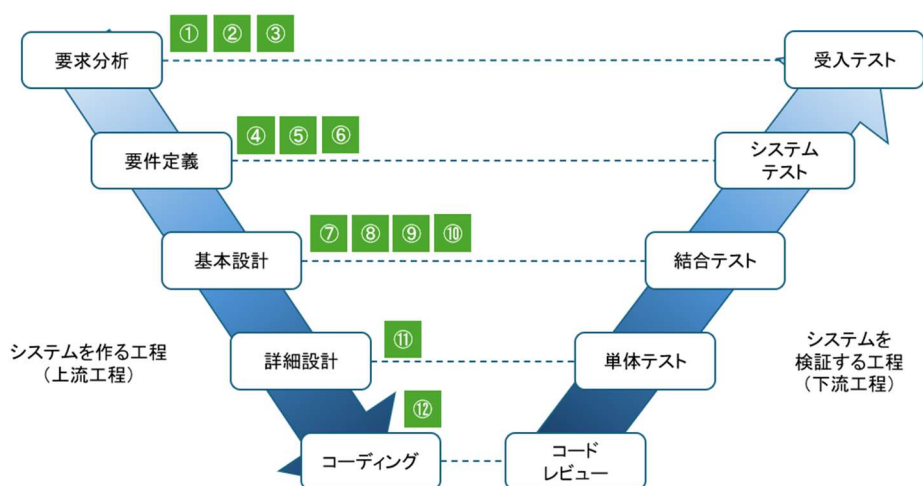 ① ② ③
要求分析
受入テスト
④ ⑤ ⑥
要件定義
システム
テスト
⑦ ⑧ ⑨ ⑩
基本設計
結合テスト
⑪
詳細設計
単体テスト
システムを作る工程
（上流工程）
システムを
検証する工程
（下流工程）
⑫
コーディング
コード
レビュー